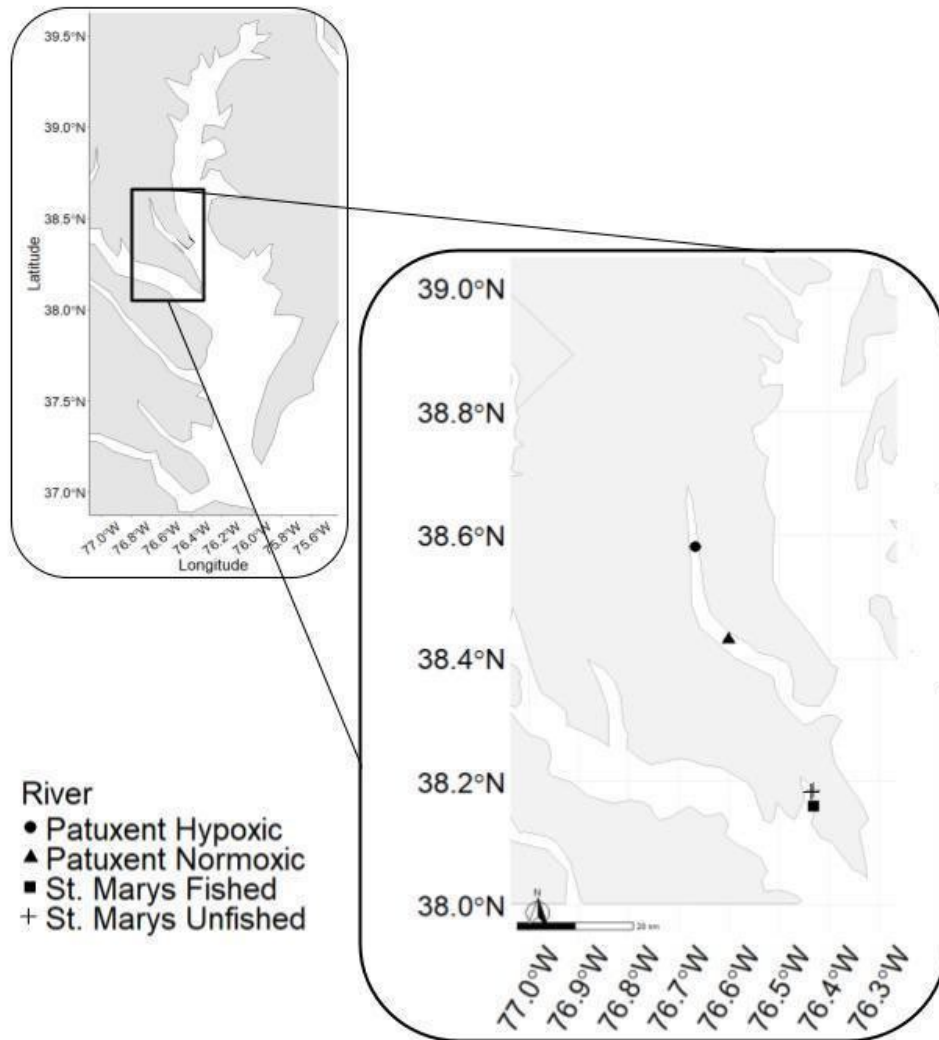 39.5°N
39.0°N
38.5°N
38.0°N
37.5°N
37.0°N
Latitude
77.0°W 76.8°W 76.6°W 76.4°W 76.2°W 76.0°W 75.8°W 75.6°W
Longitude
39.0°N
38.8°N
38.6°N
38.4°N
38.2°N
38.0°N
N
20 km
77.0°W 76.9°W 76.8°W 76.7°W 76.6°W 76.5°W 76.4°W 76.3°W
River
Patuxent Hypoxic
Patuxent Normoxic
St. Marys Fished
St. Marys Unfished